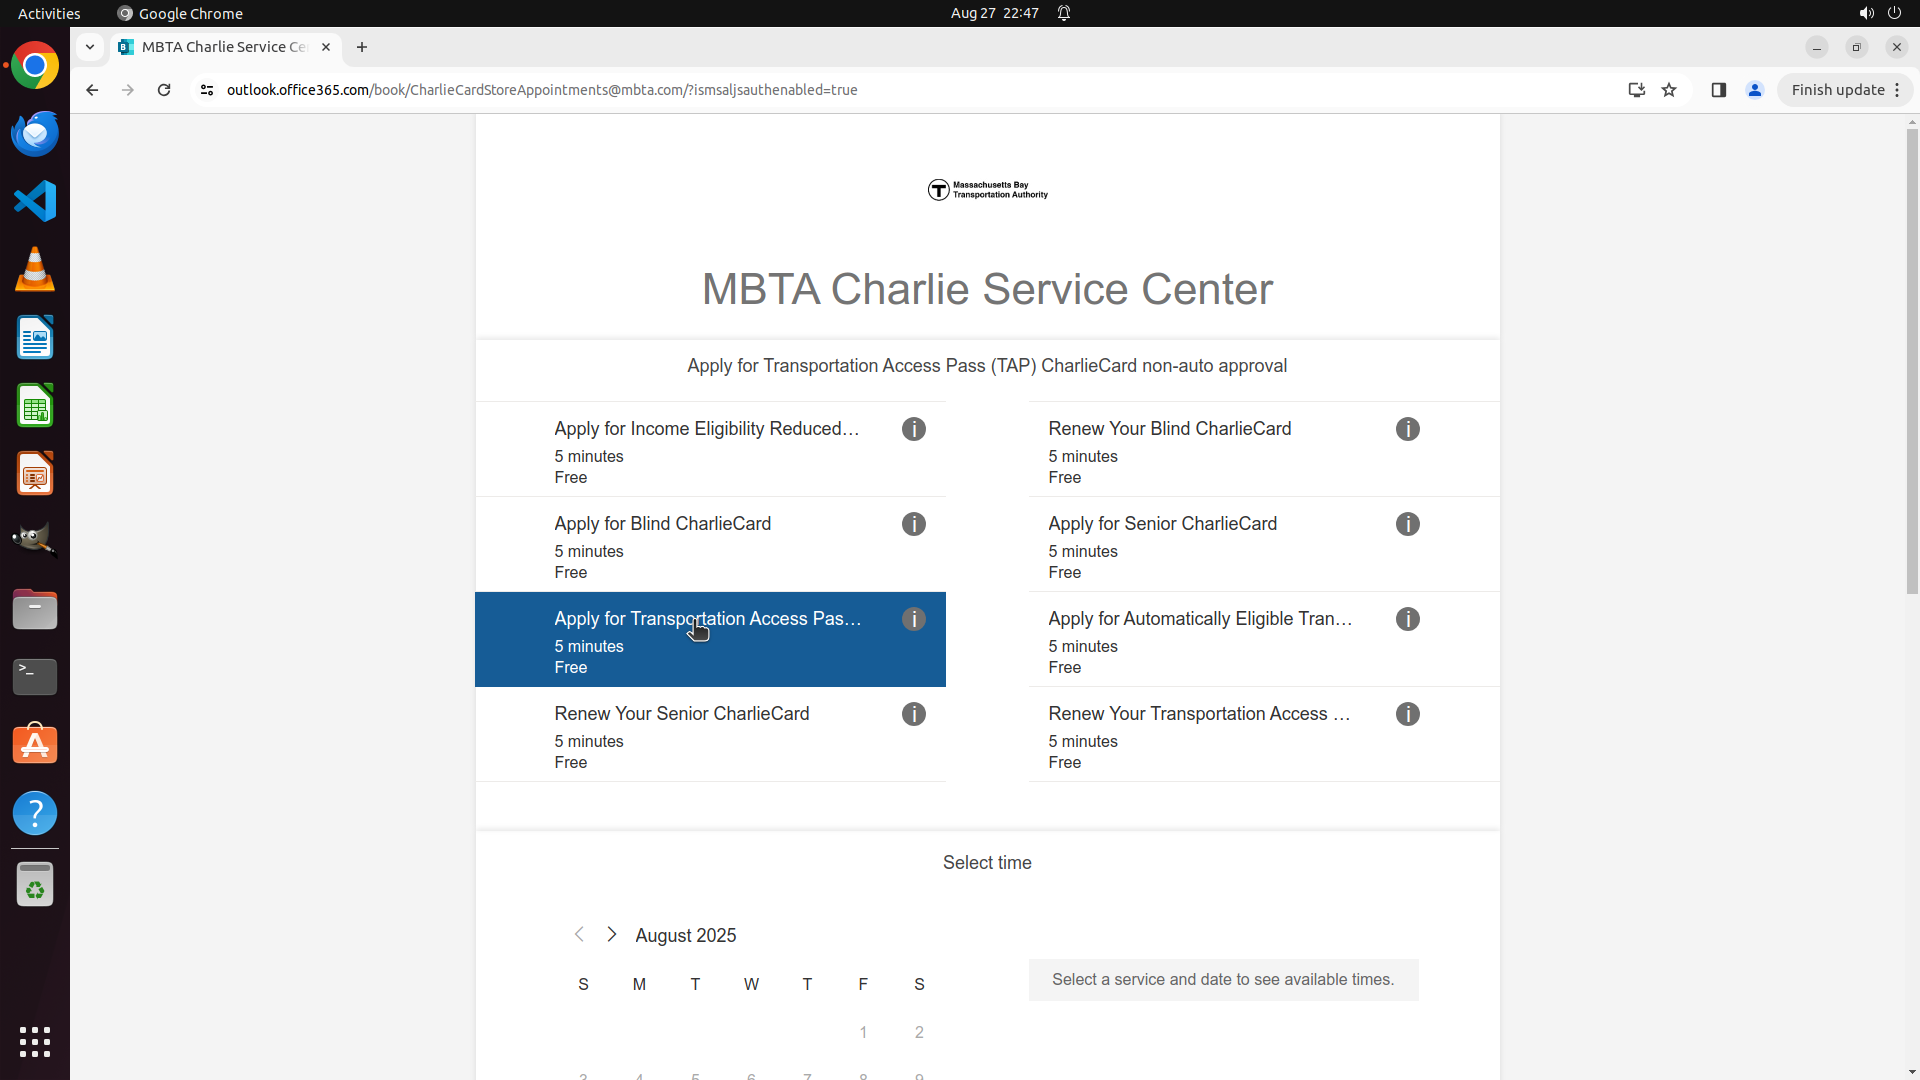 Activities
Google Chrome
Aug 27 22:47
MBTA Charlie Service Ce
outlook.office365.com/book/CharlieCardStoreAppointments@mbta.com/?ismsaljsauthenabled=true
Finish update
T Massachusetts Bay
Transportation Authority
MBTA Charlie Service Center
Apply for Transportation Access Pass (TAP) CharlieCard non-auto approval
Apply for Income Eligibility Reduced…
5 minutes
Free
Renew Your Blind CharlieCard
5 minutes
Free
Apply for Blind CharlieCard
5 minutes
Free
Apply for Senior CharlieCard
5 minutes
Free
Apply for Transportation Access Pas…
5 minutes
Free
Apply for Automatically Eligible Tran…
5 minutes
Free
Renew Your Senior CharlieCard
5 minutes
Free
Renew Your Transportation Access …
5 minutes
Free
Select time
August 2025
S M T W T F S
1 2
3 4 5 6 7 8 9
Select a service and date to see available times.